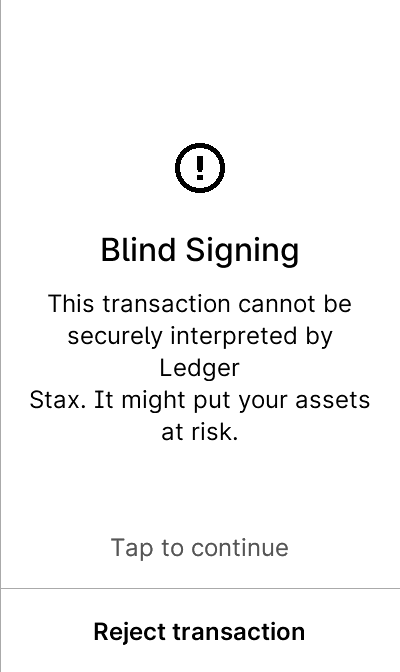 Blind Signing
This transaction cannot be
securely interpreted by
Ledger
Stax. It might put your assets
at risk.
Tap to continue
Reject transaction